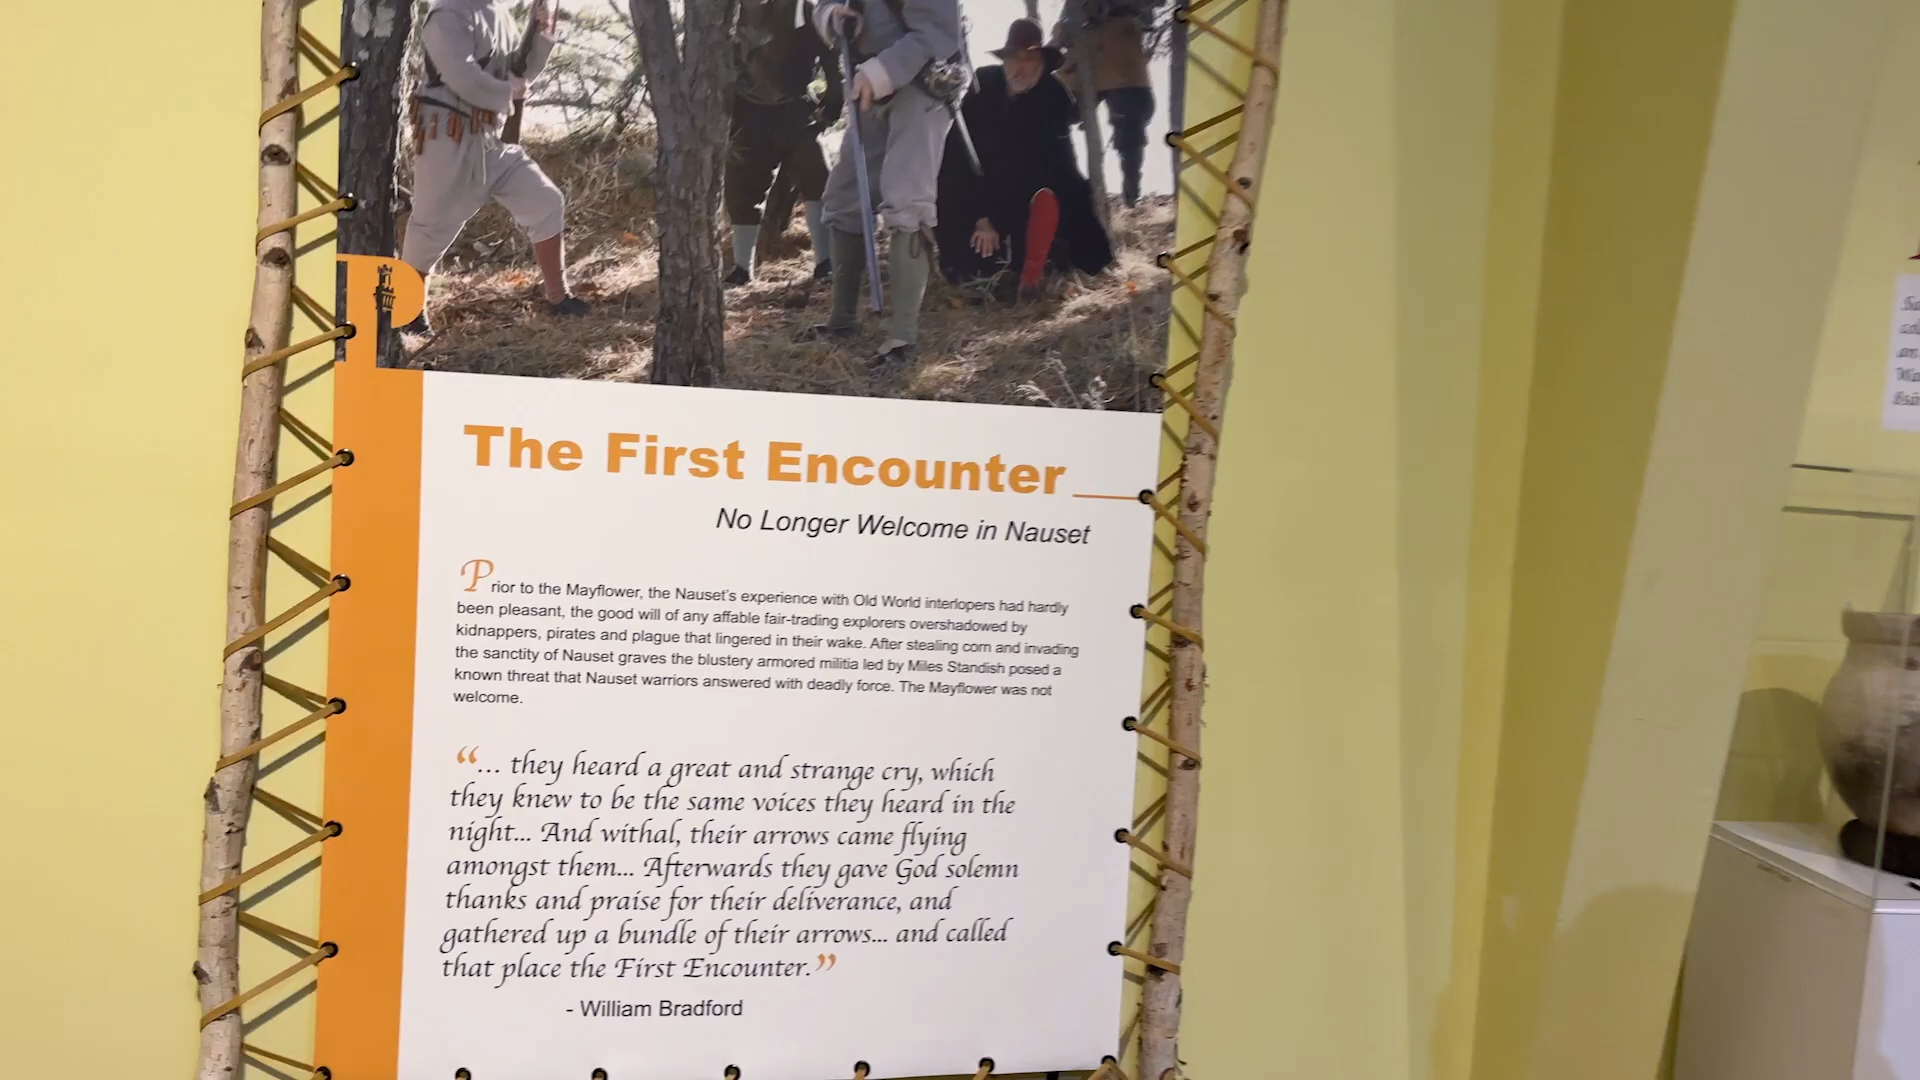 The First Encounter
No Longer Welcome in Nauset
Prior to the Mayflower, the Nauset's experience with Old World interlopers had hardly
been pleasant, the good will of any affable fair-trading explorers overshadowed by
kidnappers, pirates and plague that lingered in their wake. After stealing corn and invading
the sanctity of Nauset graves the blustery armored militia led by Miles Standish posed a
known threat that Nauset warriors answered with deadly force. The Mayflower was not
welcome.
“... they heard a great and strange cry, which
they knew to be the same voices they heard in the
night... And withal, their arrows came flying
amongst them... Afterwards they gave God solemn
thanks and praise for their deliverance, and
gathered up a bundle of their arrows... and called
that place the First Encounter.”
- William Bradford